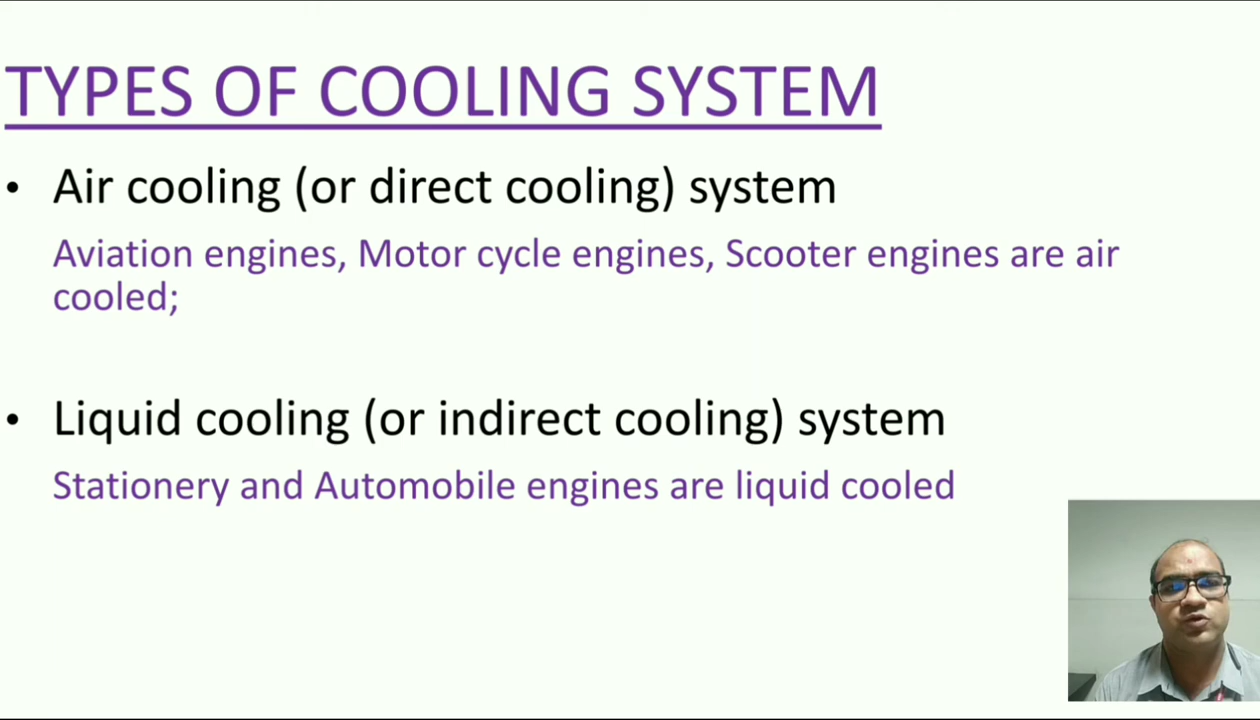 TYPES OF COOLING SYSTEM
• Air cooling (or direct cooling) system
Aviation engines, Motor cycle engines, Scooter engines are air
cooled;
• Liquid cooling (or indirect cooling) system
Stationery and Automobile engines are liquid cooled